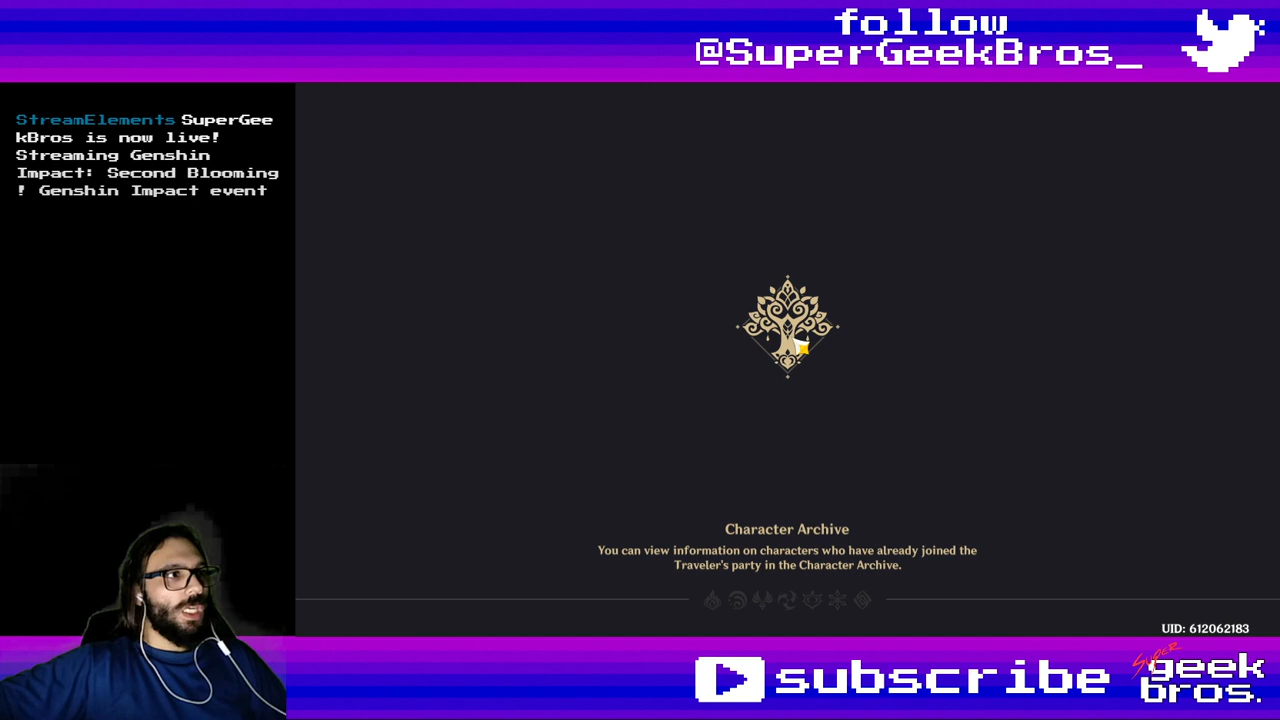 follow
@SuperGeekBros_
StreamElements SuperGee
kBros is now live!
Streaming Genshin
Impact: Second Blooming
! Genshin Impact event
Character Archive
You can view information on characters who have already joined the
Traveler's party in the Character Archive.
UID: 612062183
subscribe
SUPER
geek
bros.